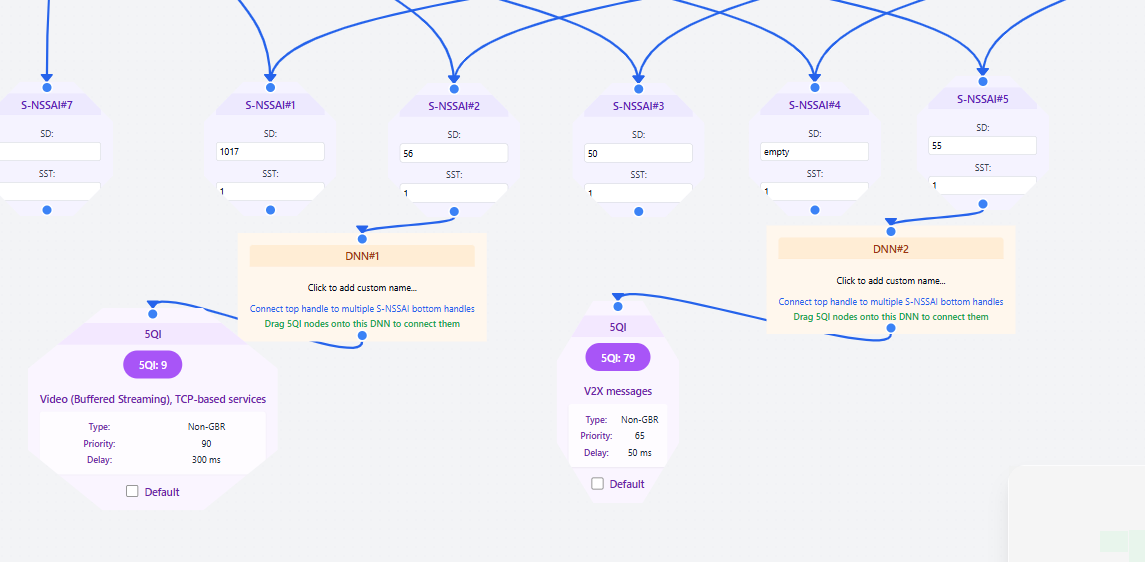 S-NSSAI#7
SD:
SST:
S-NSSAI#1
SD:
1017
SST:
1
S-NSSAI#2
SD:
56
SST:
1
S-NSSAI#3
SD:
50
SST:
1
S-NSSAI#4
SD:
empty
SST:
1
S-NSSAI#5
SD:
55
SST:
1
DNN#1
Click to add custom name...
Connect top handle to multiple S-NSSAI bottom handles
Drag 5QI nodes onto this DNN to connect them
DNN#2
Click to add custom name...
Connect top handle to multiple S-NSSAI bottom handles
Drag 5QI nodes onto this DNN to connect them
5QI
5QI: 9
Video (Buffered Streaming), TCP-based services
Type: Non-GBR
Priority: 90
Delay: 300 ms
Default
5QI
5QI: 79
V2X messages
Type: Non-GBR
Priority: 65
Delay: 50 ms
Default